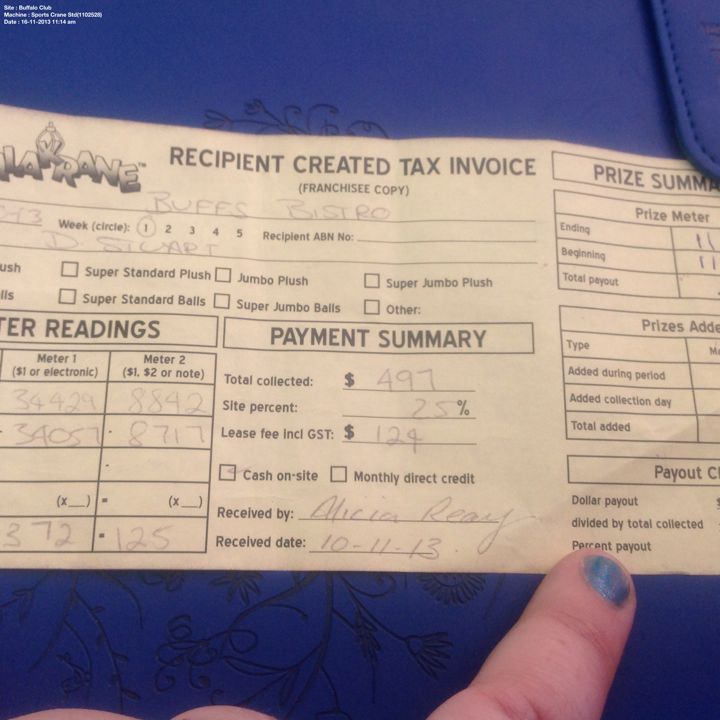 Site : Buffalo Club
Machine : Sports Crane Std(1102528)
Date : 16-11-2013 11:14 am
RECIPIENT CREATED TAX INVOICE
(FRANCHISEE COPY)
BUFFS BISTRO
Week (circle): 1 2 3 4 5 Recipient ABN No:
D STUART
Super Standard Plush Jumbo Plush Super Jumbo Plush
Super Standard Balls Super Jumbo Balls Other:
TER READINGS
Meter 1 Meter 2
($1 or electronic) ($1, $2 or note)
34429 8842
34057 - 8717
-
(x__) = (x__)
372 = 125
PAYMENT SUMMARY
Total collected: $ 497
Site percent: 25%
Lease fee incl GST: $ 124
Cash on-site Monthly direct credit
Received by: Alicia Reay
Received date: 10-11-13
PRIZE SUMMA
Prize Meter
Ending
Beginning
Total payout
Prizes Adde
Type
Added during period
Added collection day
Total added
Payout C
Dollar payout $
divided by total collected
Percent payout